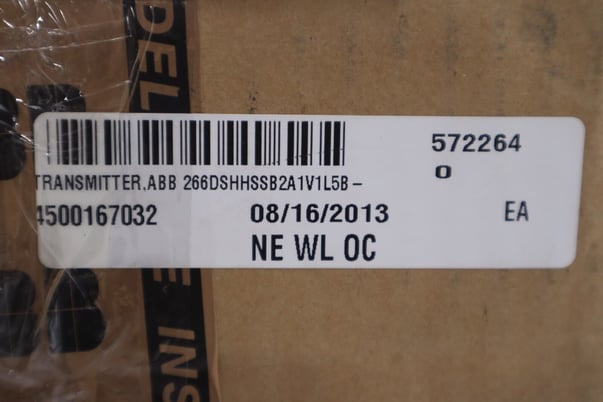 572264
0
TRANSMITTER,ABB 266DSHHSSB2A1V1L5B-
4500167032 08/16/2013 EA
NE WL OC
DEL
E INS